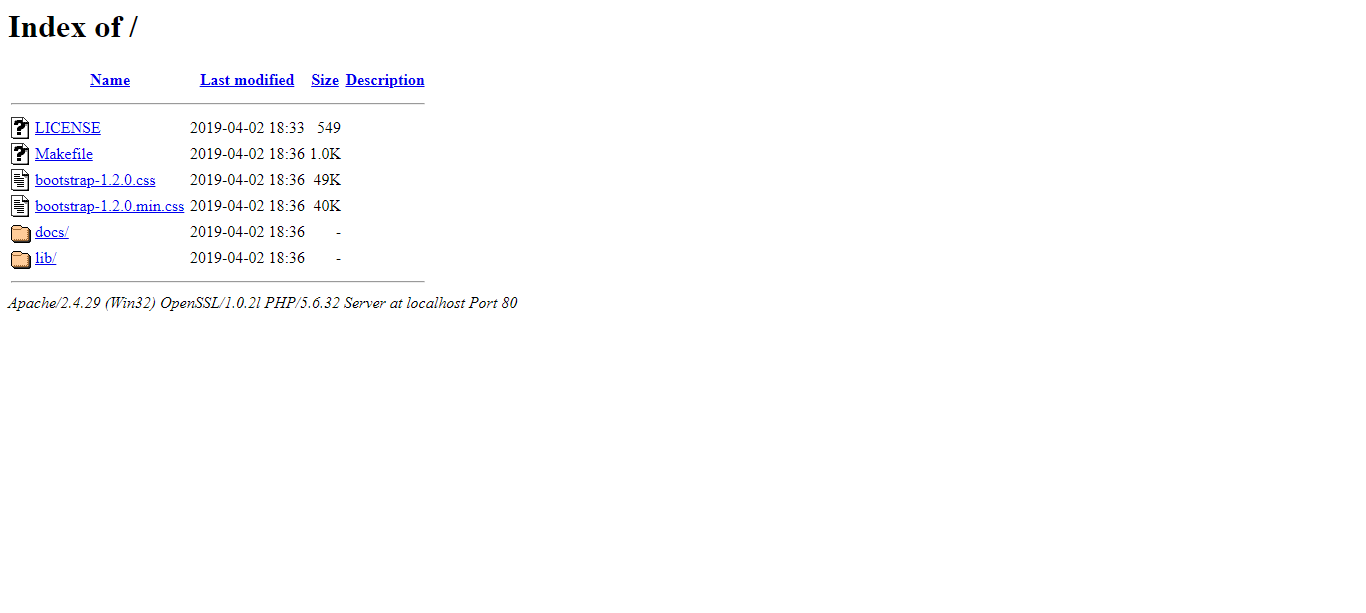 Index of /
Name Last modified Size Description
LICENSE 2019-04-02 18:33 549
Makefile 2019-04-02 18:36 1.0K
bootstrap-1.2.0.css 2019-04-02 18:36 49K
bootstrap-1.2.0.min.css 2019-04-02 18:36 40K
docs/ 2019-04-02 18:36 -
lib/ 2019-04-02 18:36 -
Apache/2.4.29 (Win32) OpenSSL/1.0.2l PHP/5.6.32 Server at localhost Port 80